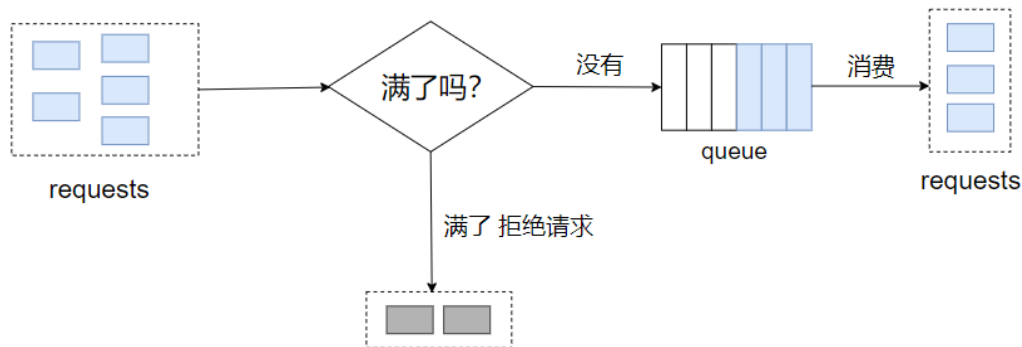 requests
满了吗?
没有
queue
消费
requests
满了 拒绝请求